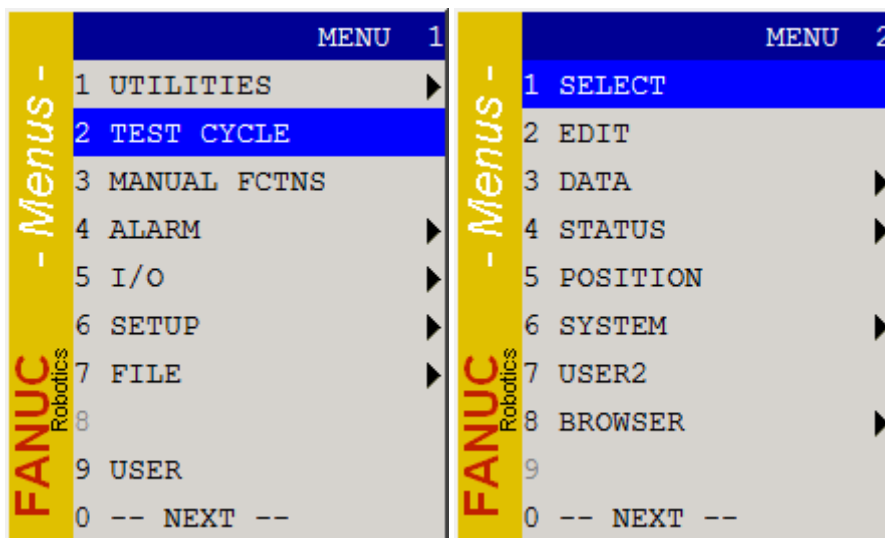 - Menus -
FANUC
Robotics
MENU 1
1 UTILITIES
2 TEST CYCLE
3 MANUAL FCTNS
4 ALARM
5 I/O
6 SETUP
7 FILE
8
9 USER
0 -- NEXT --
- Menus -
FANUC
Robotics
MENU 2
1 SELECT
2 EDIT
3 DATA
4 STATUS
5 POSITION
6 SYSTEM
7 USER2
8 BROWSER
9
0 -- NEXT --